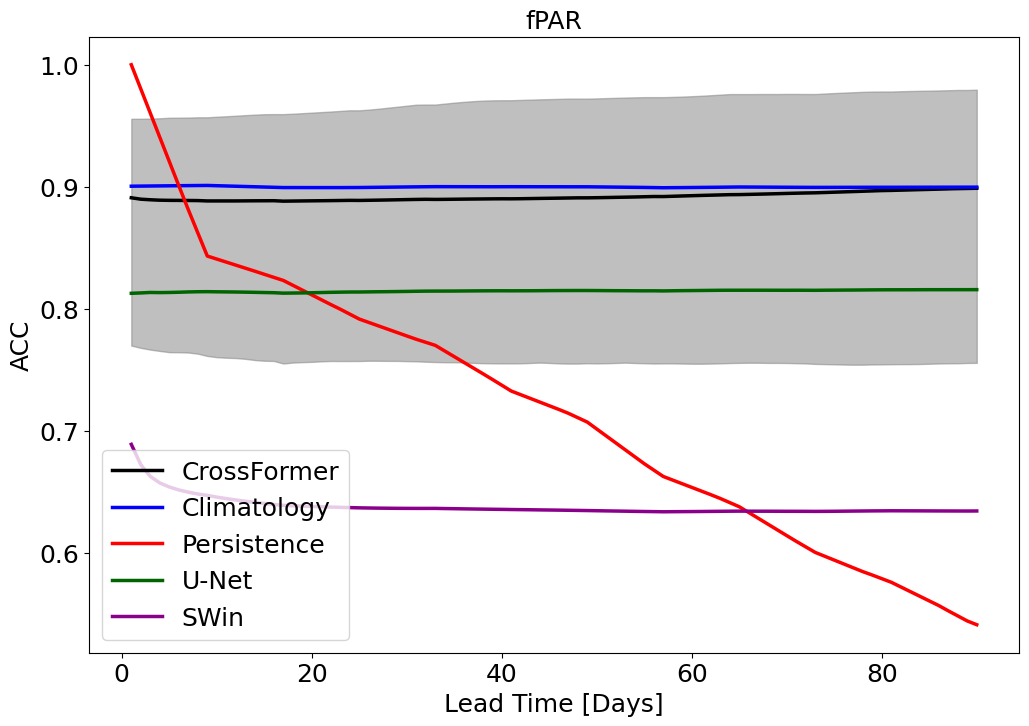 fPAR
ACC
1.0
0.9
0.8
0.7
0.6
CrossFormer
Climatology
Persistence
U-Net
SWin
0 20 40 60 80
Lead Time [Days]